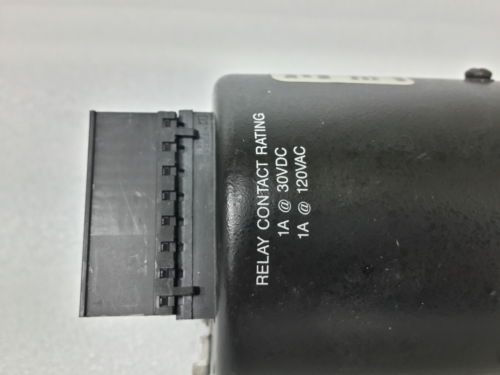 RELAY CONTACT RATING
1A @ 30VDC
1A @ 120VAC